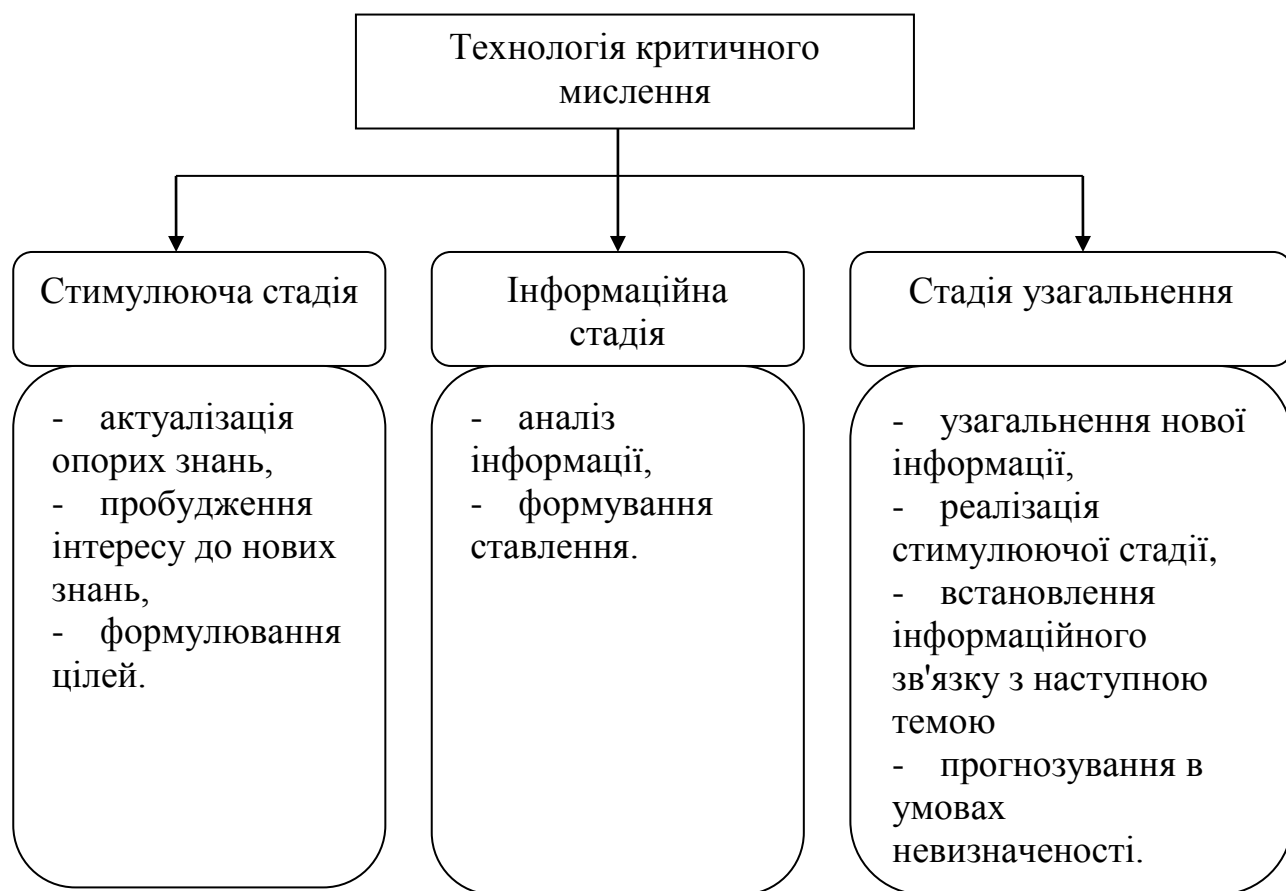 Технологія критичного
мислення
Стимулююча стадія
- актуалізація
опорих знань,
- пробудження
інтересу до нових
знань,
- формулювання
цілей.
Інформаційна
стадія
- аналіз
інформації,
- формування
ставлення.
Стадія узагальнення
- узагальнення нової
інформації,
- реалізація
стимулюючої стадії,
- встановлення
інформаційного
зв'язку з наступною
темою
- прогнозування в
умовах
невизначеності.